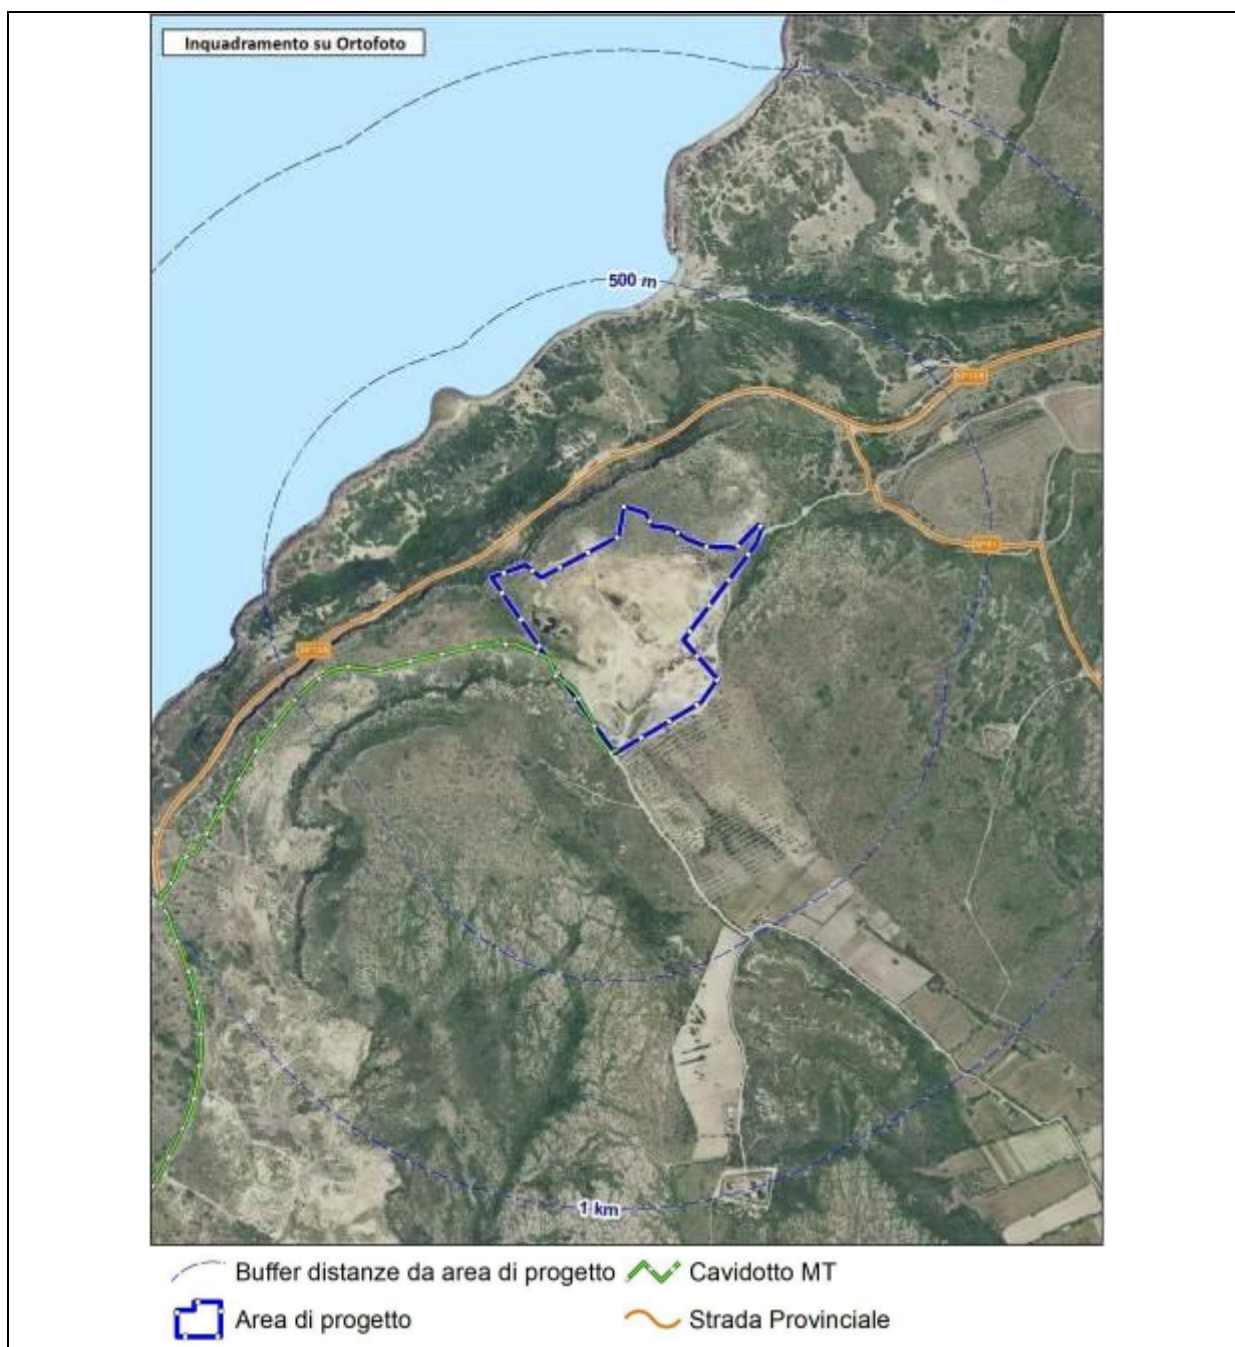 Inquadramento su Ortofoto
500 m
1 km
Buffer distanze da area di progetto
Cavidotto MT
Area di progetto
Strada Provinciale